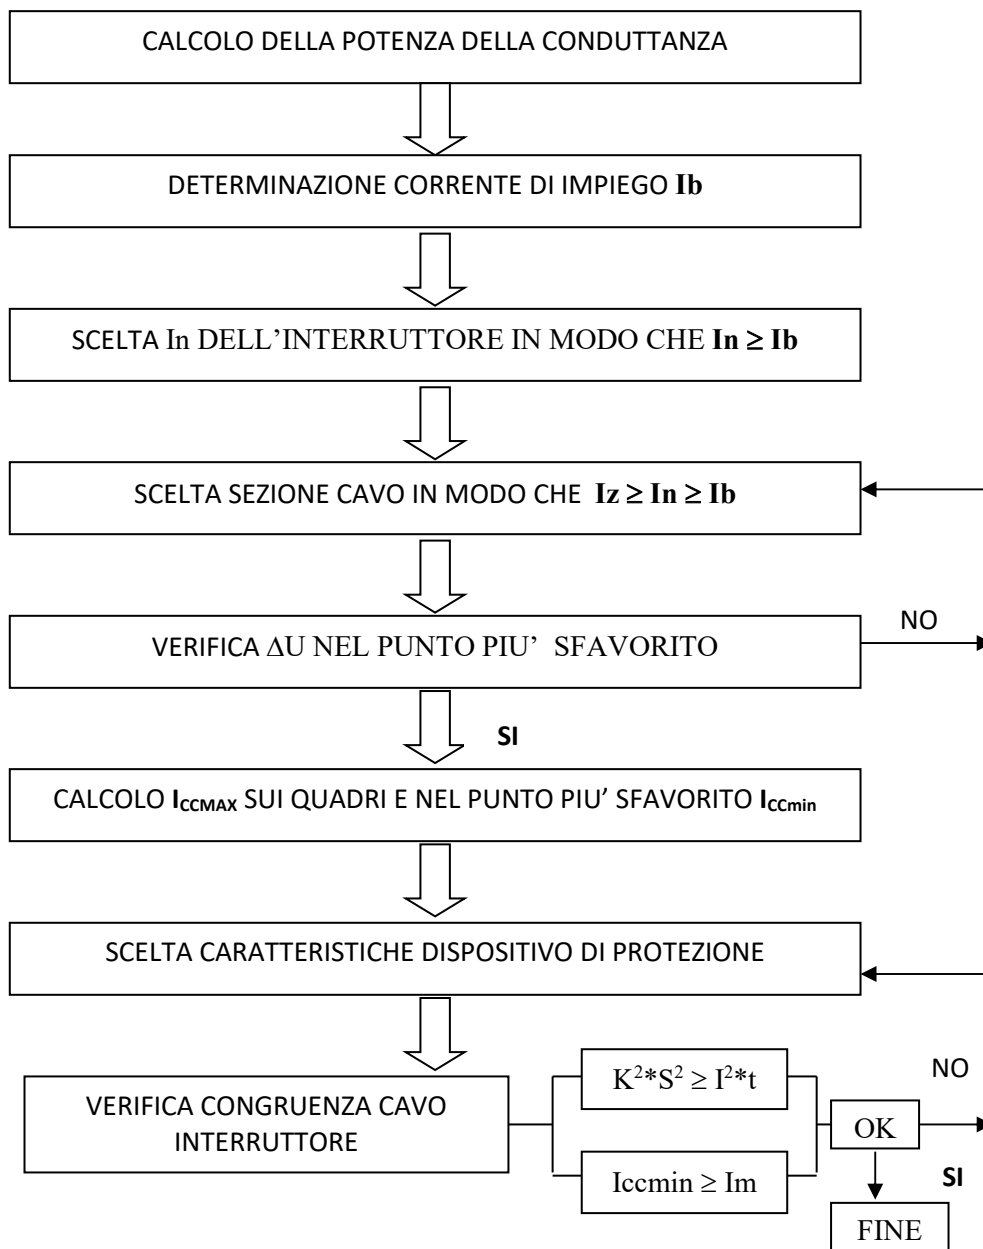 CALCOLO DELLA POTENZA DELLA CONDUTTANZA
DETERMINAZIONE CORRENTE DI IMPIEGO Ib
SCELTA In DELL’INTERRUTTORE IN MODO CHE In ≥ Ib
SCELTA SEZIONE CAVO IN MODO CHE Iz ≥ In ≥ Ib
VERIFICA ΔU NEL PUNTO PIU’ SFAVORITO
NO
SI
CALCOLO I_CCMAX SUI QUADRI E NEL PUNTO PIU’ SFAVORITO I_CCmin
SCELTA CARATTERISTICHE DISPOSITIVO DI PROTEZIONE
VERIFICA CONGRUENZA CAVO
INTERRUTTORE
K²*S² ≥ I²*t
Iccmin ≥ Im
OK
NO
SI
FINE